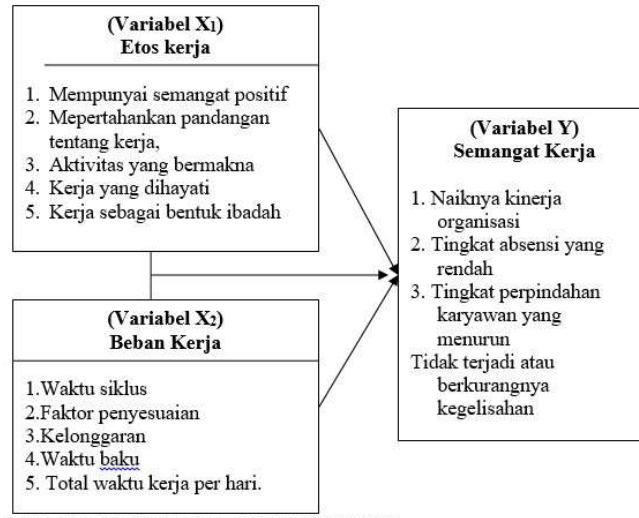 (Variabel X1)
Etos kerja
1. Mempunyai semangat positif
2. Mepertahankan pandangan
tentang kerja,
3. Aktivitas yang bermakna
4. Kerja yang dihayati
5. Kerja sebagai bentuk ibadah
(Variabel X2)
Beban Kerja
1.Waktu siklus
2.Faktor penyesuaian
3.Kelonggaran
4.Waktu baku
5. Total waktu kerja per hari.
(Variabel Y)
Semangat Kerja
1. Naiknya kinerja
organisasi
2. Tingkat absensi yang
rendah
3. Tingkat perpindahan
karyawan yang
menurun
Tidak terjadi atau
berkurangnya
kegelisahan